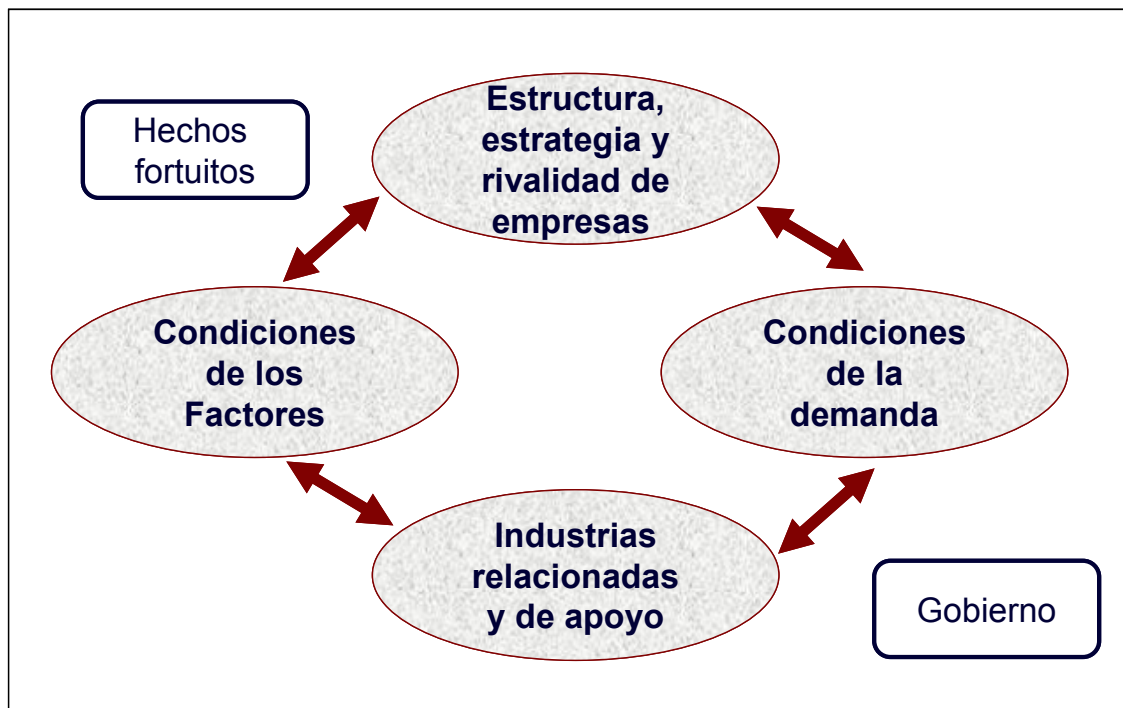 Estructura,
estrategia y
rivalidad de
empresas
Hechos
fortuitos
Condiciones
de los
Factores
Condiciones
de la
demanda
Industrias
relacionadas
y de apoyo
Gobierno